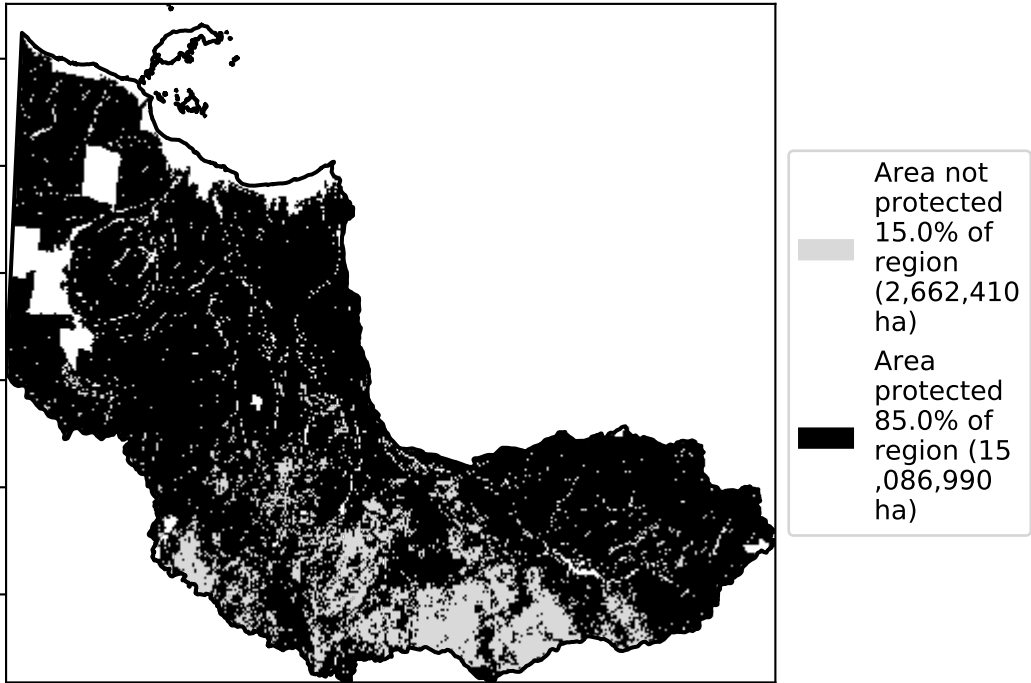 Area not
protected
15.0% of
region
(2,662,410
ha)
Area
protected
85.0% of
region (15
,086,990
ha)